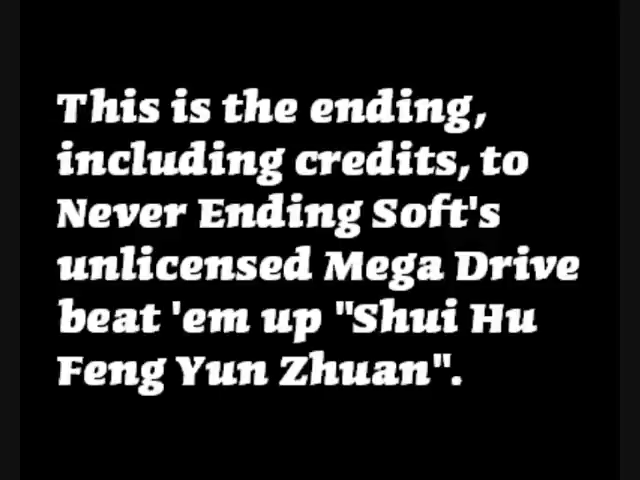 This is the ending,
including credits, to
Never Ending Soft's
unlicensed Mega Drive
beat 'em up "Shui Hu
Feng Yun Zhuan".